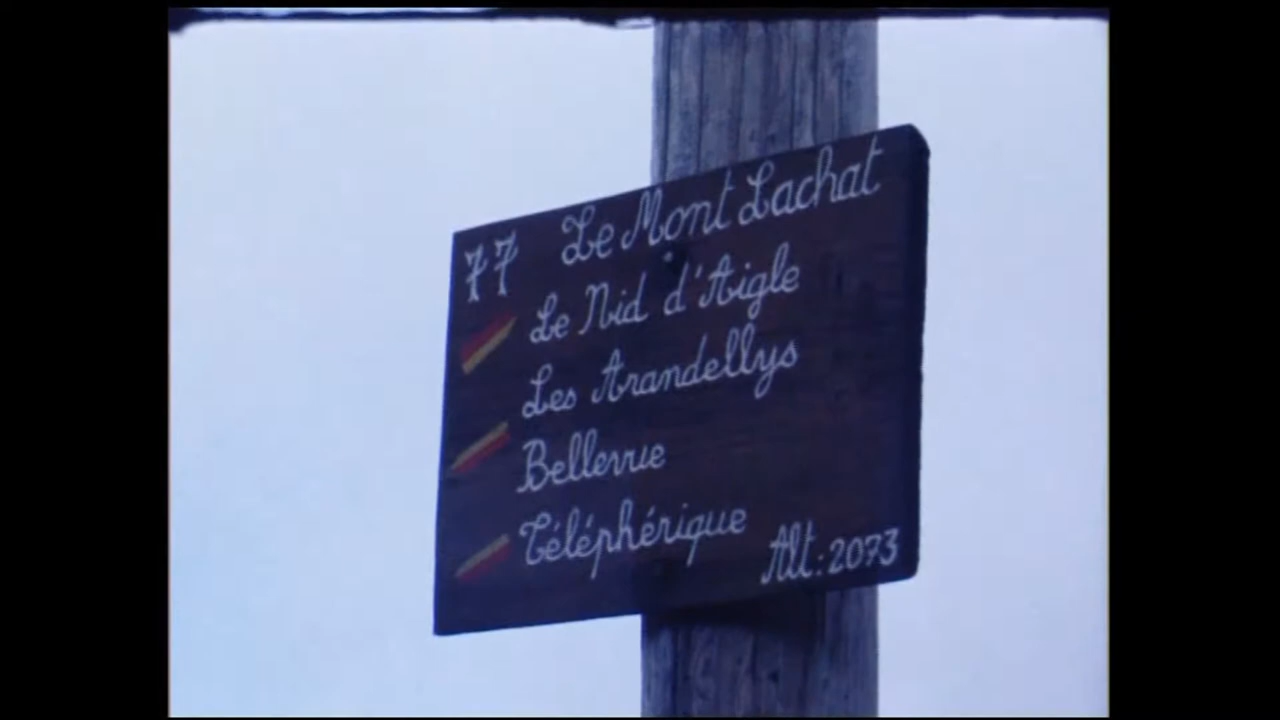 77 Le Mont Lachat
Le Nid d'Aigle
Les Arandellys
Bellevue
Téléphérique
Alt: 2073